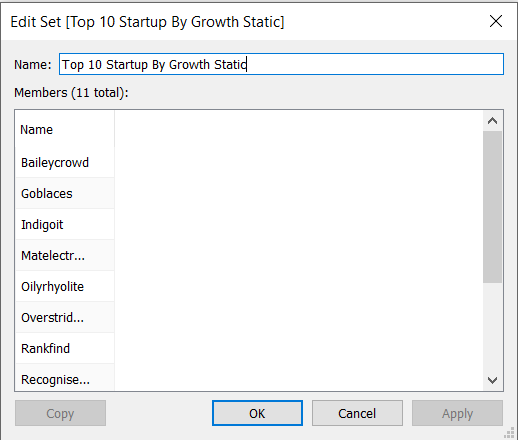 Edit Set [Top 10 Startup By Growth Static]
Name: Top 10 Startup By Growth Static
Members (11 total):
Name
Baileycrowd
Goblaces
Indigoit
Matelectr...
Oilyrhyolite
Overstrid...
Rankfind
Recognise...
Copy OK Cancel Apply